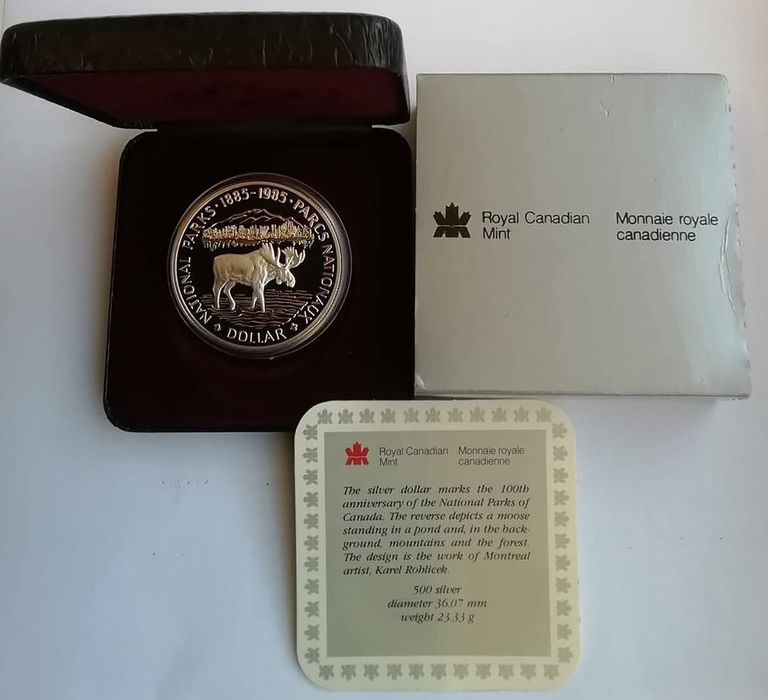 NATIONAL PARKS · 1885-1985 · PARCS NATIONAUX
DOLLAR
Royal Canadian
Mint
Monnaie royale
canadienne
Royal Canadian
Mint
Monnaie royale
canadienne
The silver dollar marks the 100th
anniversary of the National Parks of
Canada. The reverse depicts a moose
standing in a pond and, in the back-
ground, mountains and the forest.
The design is the work of Montreal
artist, Karel Rohlicek.
500 silver
diameter 36.07 mm
weight 23.33 g